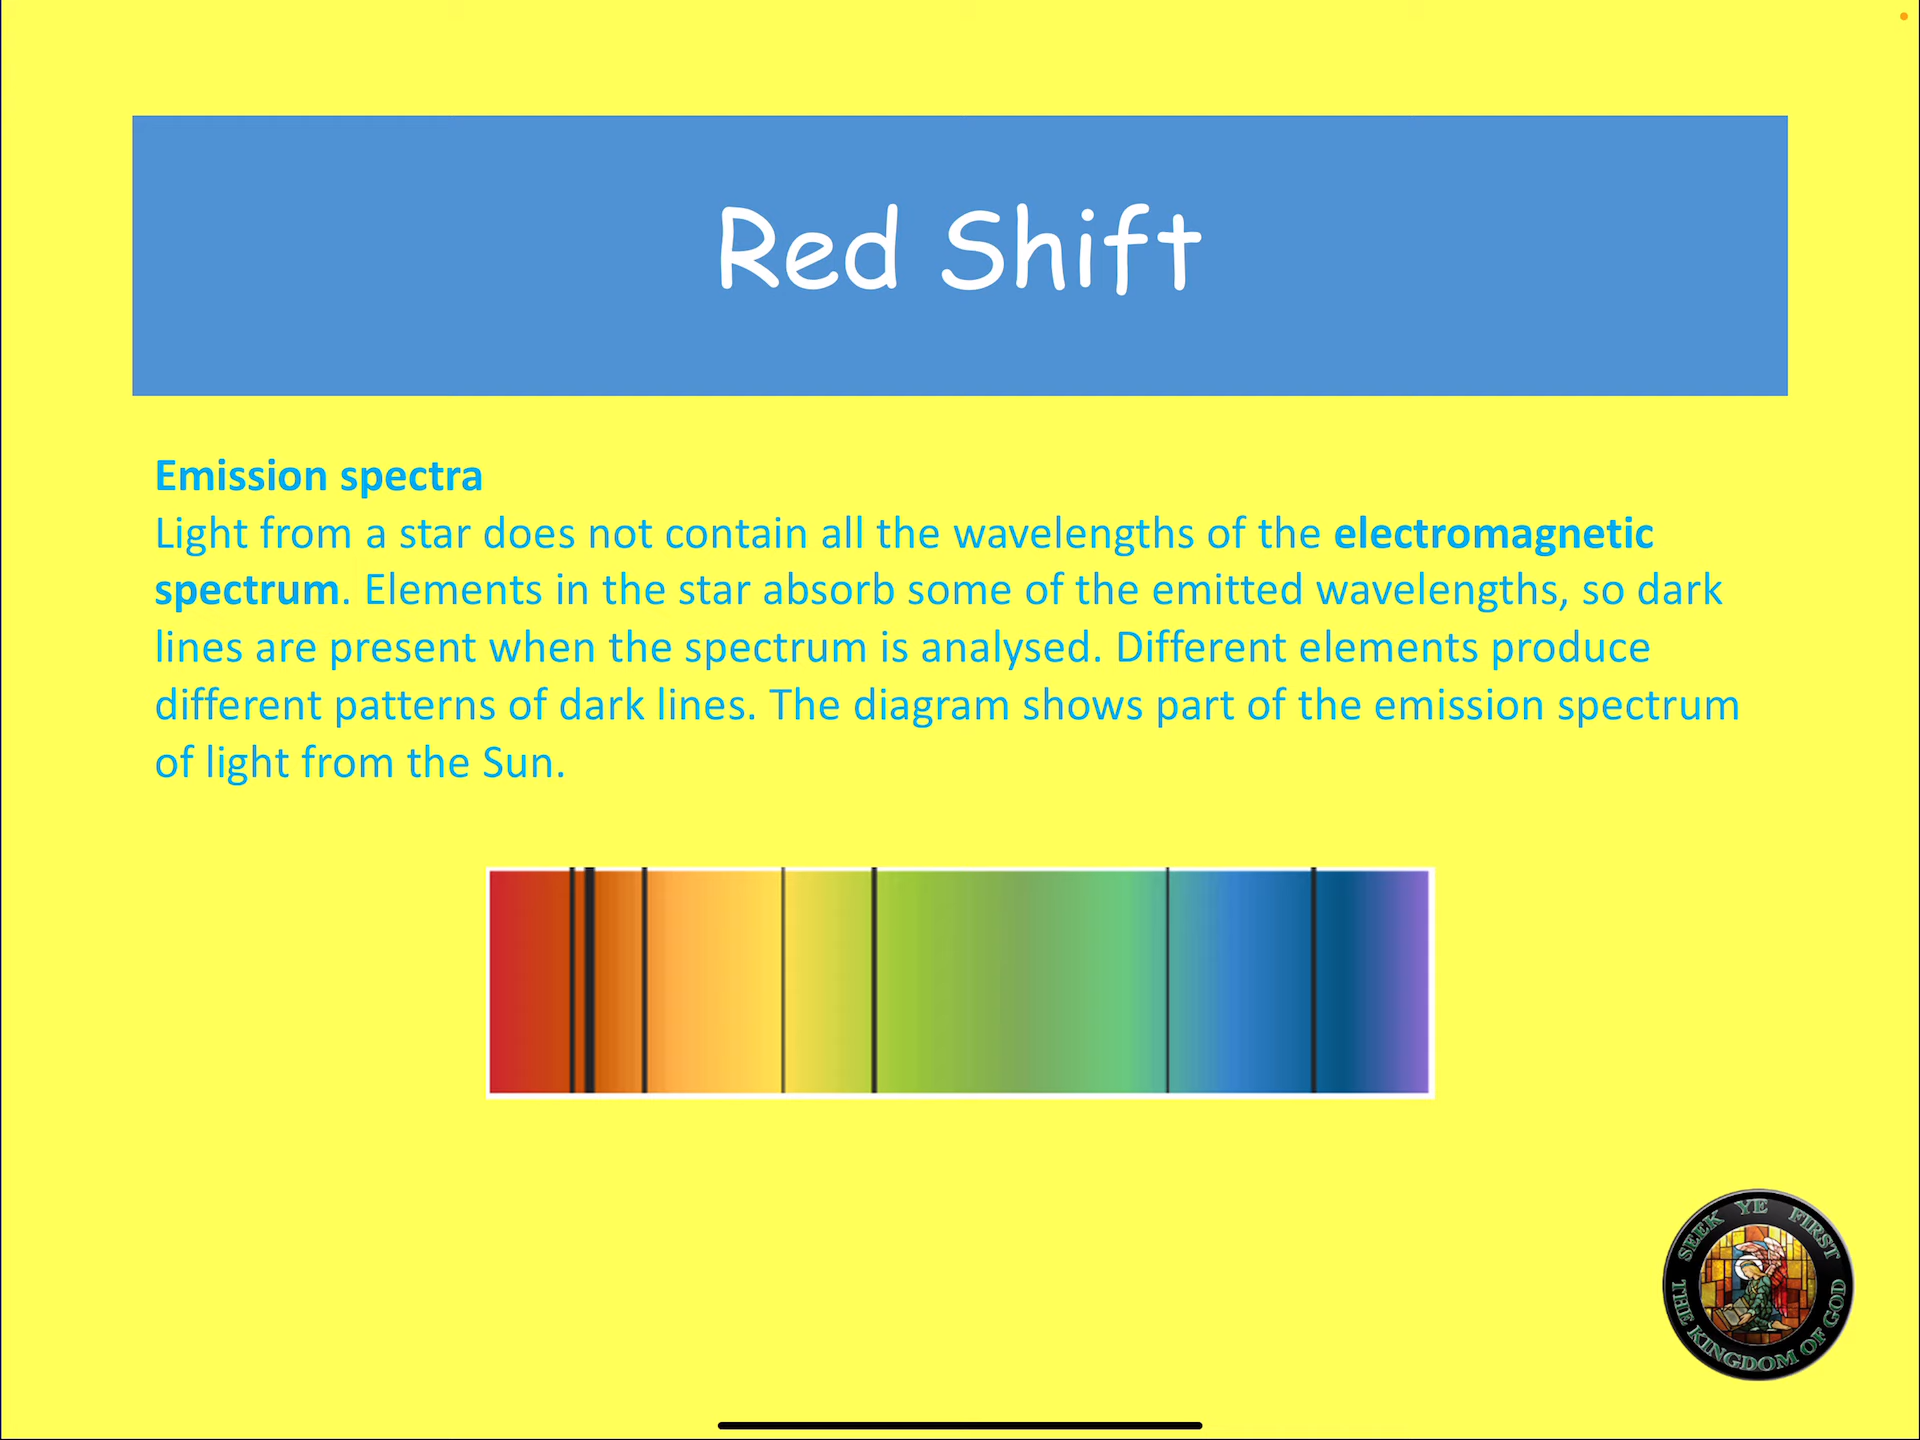 Red Shift
Emission spectra
Light from a star does not contain all the wavelengths of the electromagnetic
spectrum. Elements in the star absorb some of the emitted wavelengths, so dark
lines are present when the spectrum is analysed. Different elements produce
different patterns of dark lines. The diagram shows part of the emission spectrum
of light from the Sun.
SEEK YE FIRST
THE KINGDOM OF GOD